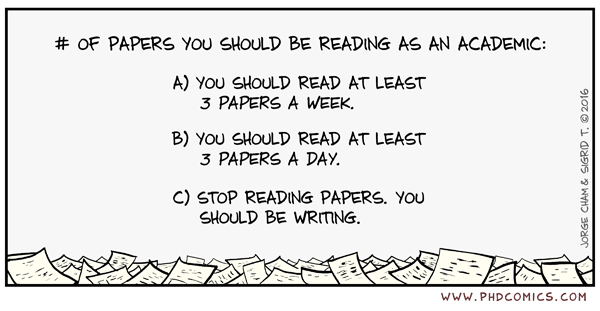 # OF PAPERS YOU SHOULD BE READING AS AN ACADEMIC:
A) YOU SHOULD READ AT LEAST
3 PAPERS A WEEK.
B) YOU SHOULD READ AT LEAST
3 PAPERS A DAY.
C) STOP READING PAPERS. YOU
SHOULD BE WRITING.
JORGE CHAM & SIGRID T. © 2016
WWW.PHDCOMICS.COM